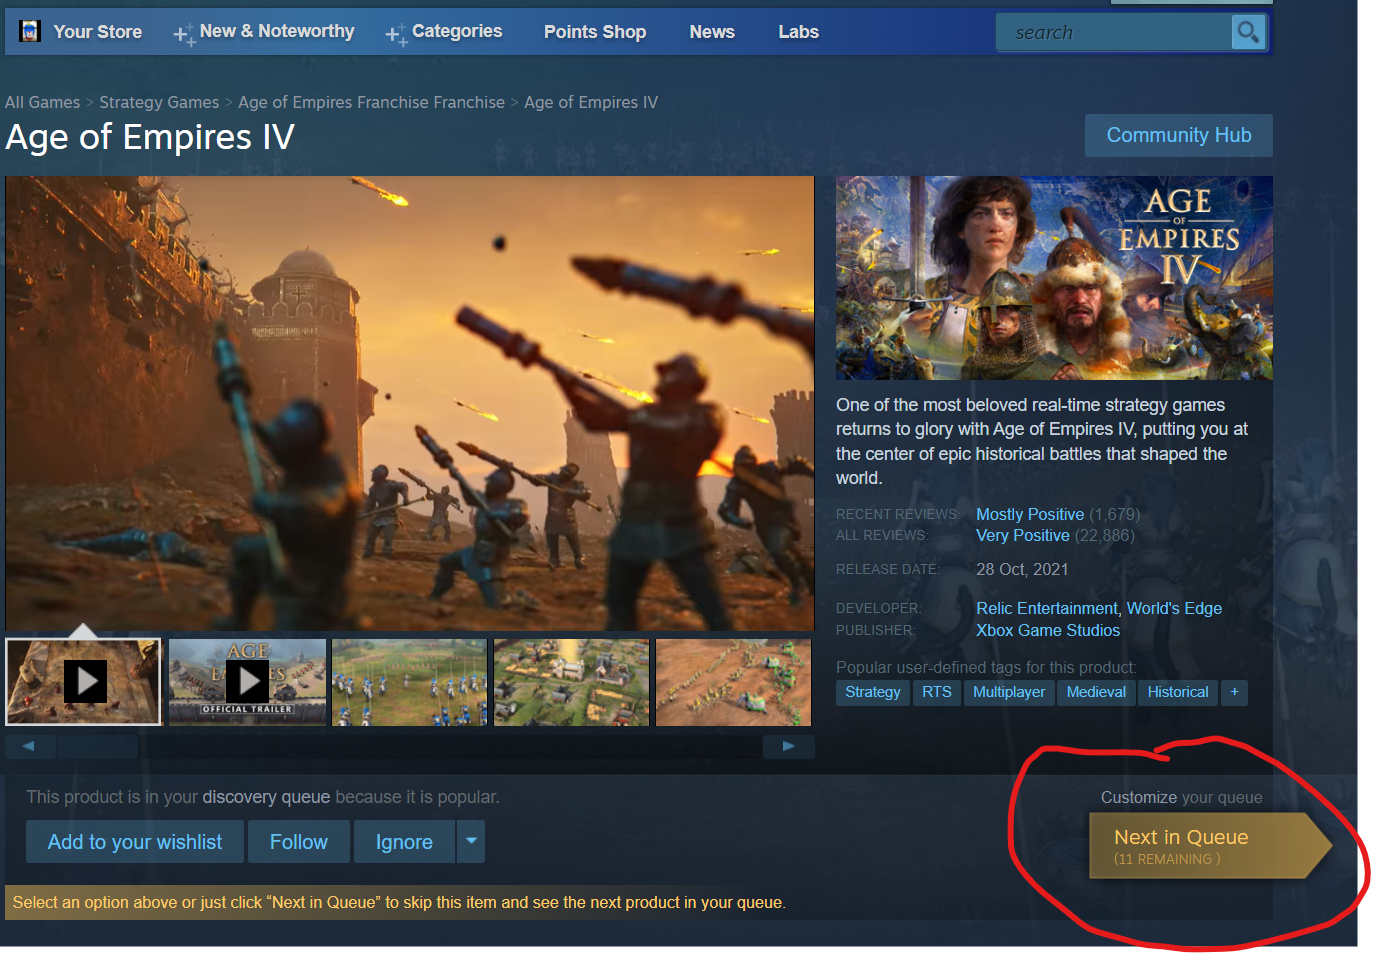 Your Store
New & Noteworthy
Categories
Points Shop
News
Labs
search
All Games > Strategy Games > Age of Empires Franchise Franchise > Age of Empires IV
Age of Empires IV
Community Hub
AGE
OF
EMPIRES
IV
One of the most beloved real-time strategy games
returns to glory with Age of Empires IV, putting you at
the center of epic historical battles that shaped the
world.
RECENT REVIEWS: Mostly Positive (1,679)
ALL REVIEWS: Very Positive (22,886)
RELEASE DATE: 28 Oct, 2021
DEVELOPER: Relic Entertainment, World's Edge
PUBLISHER: Xbox Game Studios
Popular user-defined tags for this product:
Strategy RTS Multiplayer Medieval Historical +
AGE
OFFICIAL TRAILER
This product is in your discovery queue because it is popular.
Add to your wishlist
Follow
Ignore
Customize your queue
Next in Queue
(11 REMAINING )
Select an option above or just click “Next in Queue” to skip this item and see the next product in your queue.